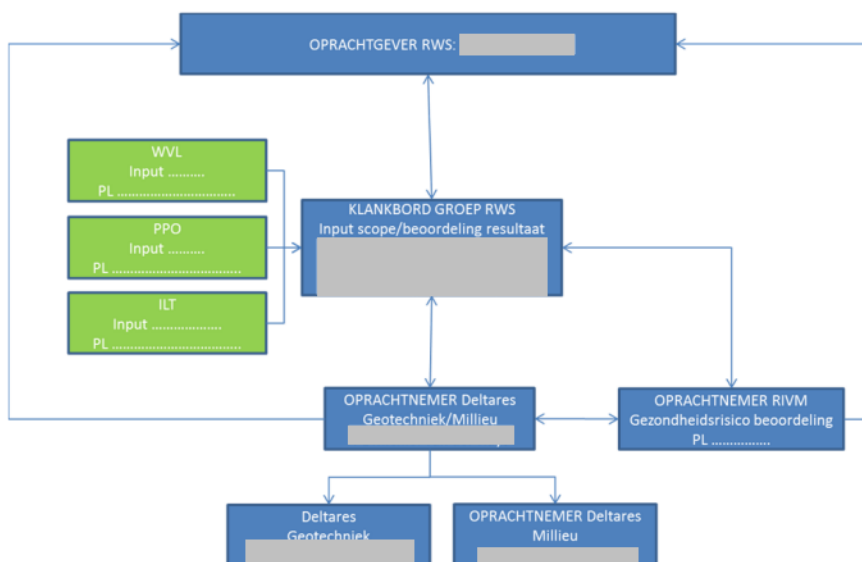 OPRACHTGEVER RWS:
WVL
Input ..........
PL .................................
PPO
Input ..........
PL ....................................
ILT
Input ....................
PL ....................................
KLANKBORD GROEP RWS
Input scope/beoordeling resultaat
OPRACHTNEMER Deltares
Geotechniek/Millieu
OPRACHTNEMER RIVM
Gezondheidsrisico beoordeling
PL ................
Deltares
Geotechniek
OPRACHTNEMER Deltares
Millieu